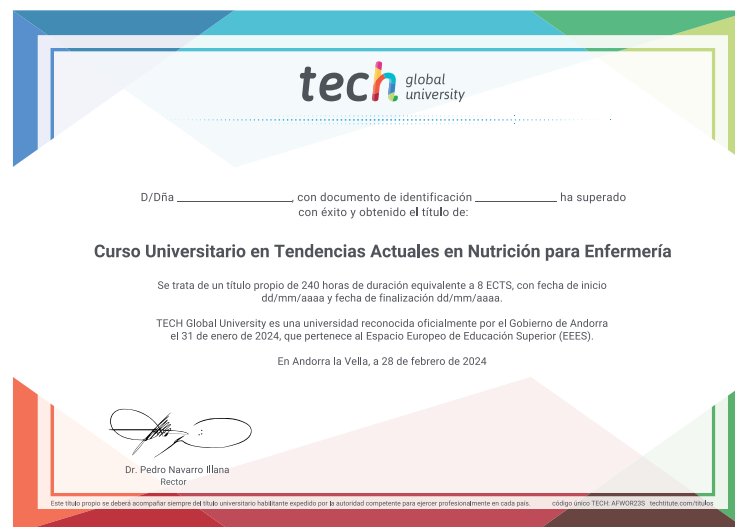 tech global
university
D/Dña ____________________, con documento de identificación ______________ ha superado
con éxito y obtenido el título de:
Curso Universitario en Tendencias Actuales en Nutrición para Enfermería
Se trata de un título propio de 240 horas de duración equivalente a 8 ECTS, con fecha de inicio
dd/mm/aaaa y fecha de finalización dd/mm/aaaa.
TECH Global University es una universidad reconocida oficialmente por el Gobierno de Andorra
el 31 de enero de 2024, que pertenece al Espacio Europeo de Educación Superior (EEES).
En Andorra la Vella, a 28 de febrero de 2024
Dr. Pedro Navarro Illana
Rector
Este título propio se deberá acompañar siempre del título universitario habilitante expedido por la autoridad competente para ejercer profesionalmente en cada país. código único TECH: AFWOR23S techtitute.com/titulos